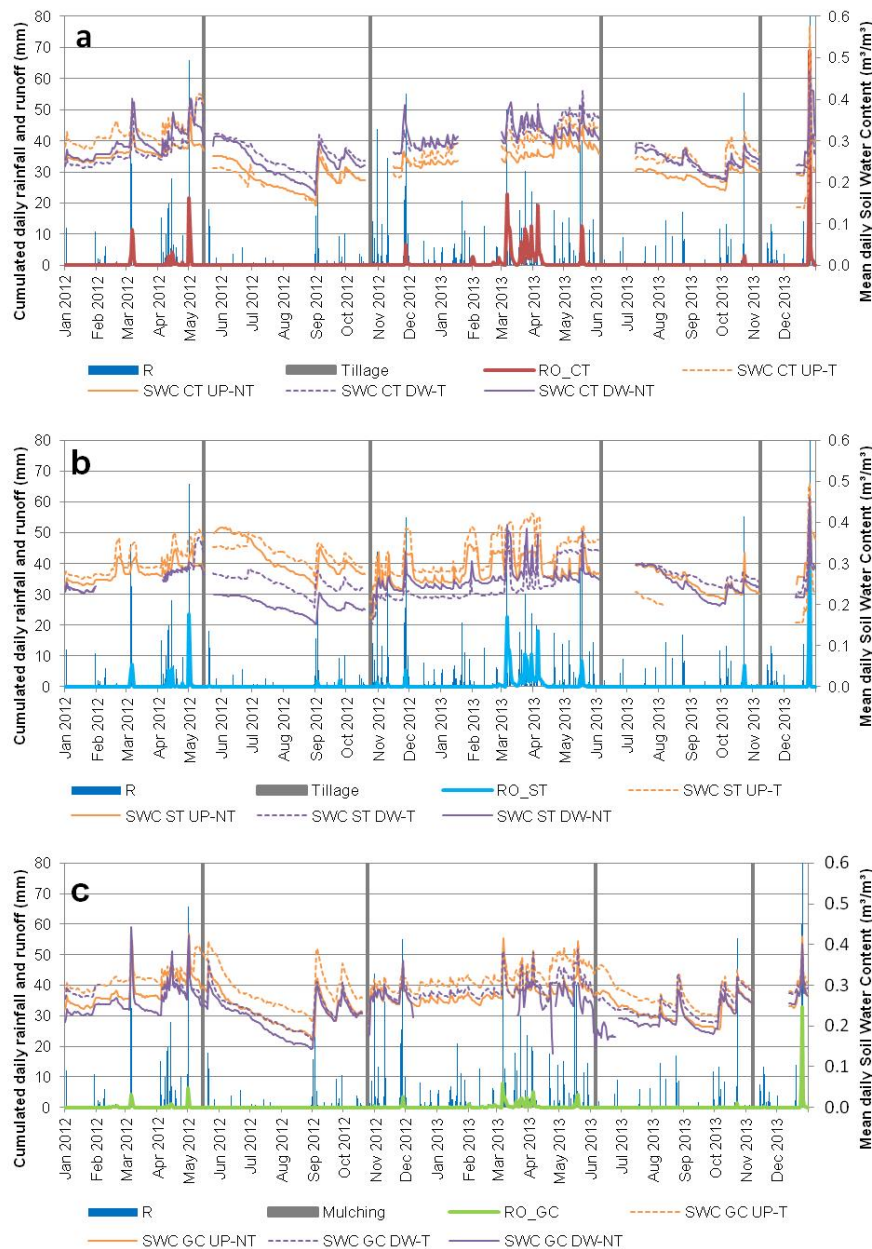 a
Cumulated daily rainfall and runoff (mm)
80
70
60
50
40
30
20
10
0
0.6
0.5
0.4
0.3
0.2
0.1
0.0
Mean daily Soil Water Content (m³/m³)
Jan 2012
Feb 2012
Mar 2012
Apr 2012
May 2012
Jun 2012
Jul 2012
Aug 2012
Sep 2012
Oct 2012
Nov 2012
Dec 2012
Jan 2013
Feb 2013
Mar 2013
Apr 2013
May 2013
Jun 2013
Jul 2013
Aug 2013
Sep 2013
Oct 2013
Nov 2013
Dec 2013
R Tillage RO_CT SWC CT UP-T
SWC CT UP-NT SWC CT DW-T SWC CT DW-NT
b
Cumulated daily rainfall and runoff (mm)
80
70
60
50
40
30
20
10
0
0.6
0.5
0.4
0.3
0.2
0.1
0.0
Mean daily Soil Water Content (m³/m³)
Jan 2012
Feb 2012
Mar 2012
Apr 2012
May 2012
Jun 2012
Jul 2012
Aug 2012
Sep 2012
Oct 2012
Nov 2012
Dec 2012
Jan 2013
Feb 2013
Mar 2013
Apr 2013
May 2013
Jun 2013
Jul 2013
Aug 2013
Sep 2013
Oct 2013
Nov 2013
Dec 2013
R Tillage RO_ST SWC ST UP-T
SWC ST UP-NT SWC ST DW-T SWC ST DW-NT
c
Cumulated daily rainfall and runoff (mm)
80
70
60
50
40
30
20
10
0
0.6
0.5
0.4
0.3
0.2
0.1
0.0
Mean daily Soil Water Content (m³/m³)
Jan 2012
Feb 2012
Mar 2012
Apr 2012
May 2012
Jun 2012
Jul 2012
Aug 2012
Sep 2012
Oct 2012
Nov 2012
Dec 2012
Jan 2013
Feb 2013
Mar 2013
Apr 2013
May 2013
Jun 2013
Jul 2013
Aug 2013
Sep 2013
Oct 2013
Nov 2013
Dec 2013
R Mulching RO_GC SWC GC UP-T
SWC GC UP-NT SWC GC DW-T SWC GC DW-NT